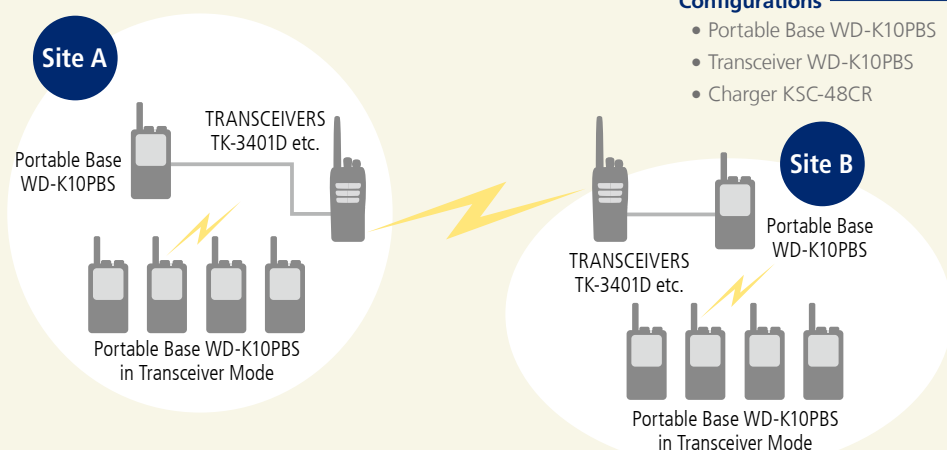 Configurations
• Portable Base WD-K10PBS
• Transceiver WD-K10PBS
• Charger KSC-48CR
Site A
TRANSCEIVERS
TK-3401D etc.
Portable Base
WD-K10PBS
Portable Base WD-K10PBS
in Transceiver Mode
Site B
Portable Base
WD-K10PBS
TRANSCEIVERS
TK-3401D etc.
Portable Base WD-K10PBS
in Transceiver Mode